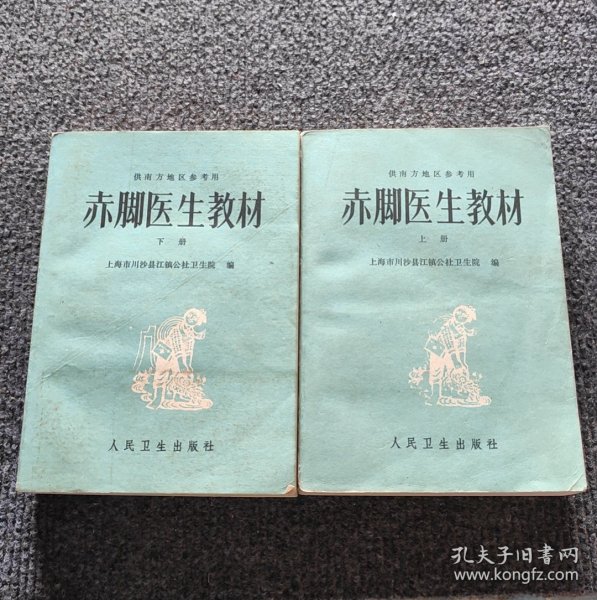 供南方地区参考用
赤脚医生教材
下册
上海市川沙县江镇公社卫生院 编
人民卫生出版社
供南方地区参考用
赤脚医生教材
上册
上海市川沙县江镇公社卫生院 编
人民卫生出版社
孔夫子旧书网
www.kongfz.com